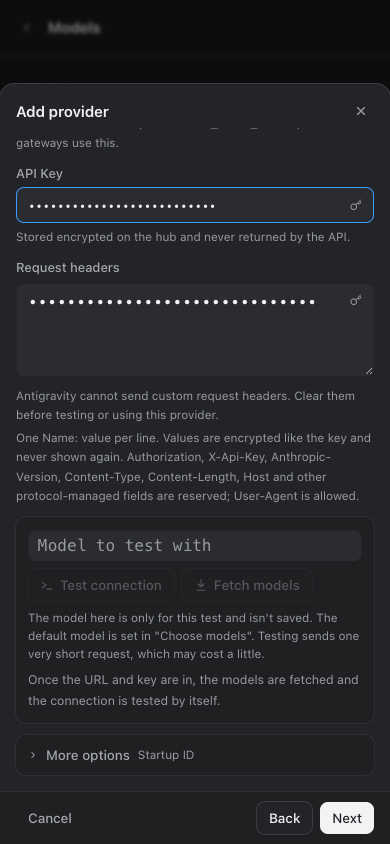 Models
Add provider
gateways use this.
API Key
••••••••••••••••••••••••••
Stored encrypted on the hub and never returned by the API.
Request headers
••••••••••••••••••••••••••••••
Antigravity cannot send custom request headers. Clear them
before testing or using this provider.
One Name: value per line. Values are encrypted like the key and
never shown again. Authorization, X-Api-Key, Anthropic-
Version, Content-Type, Content-Length, Host and other
protocol-managed fields are reserved; User-Agent is allowed.
Model to test with
Test connection
Fetch models
The model here is only for this test and isn't saved. The
default model is set in "Choose models". Testing sends one
very short request, which may cost a little.
Once the URL and key are in, the models are fetched and
the connection is tested by itself.
More options Startup ID
Cancel
Back
Next